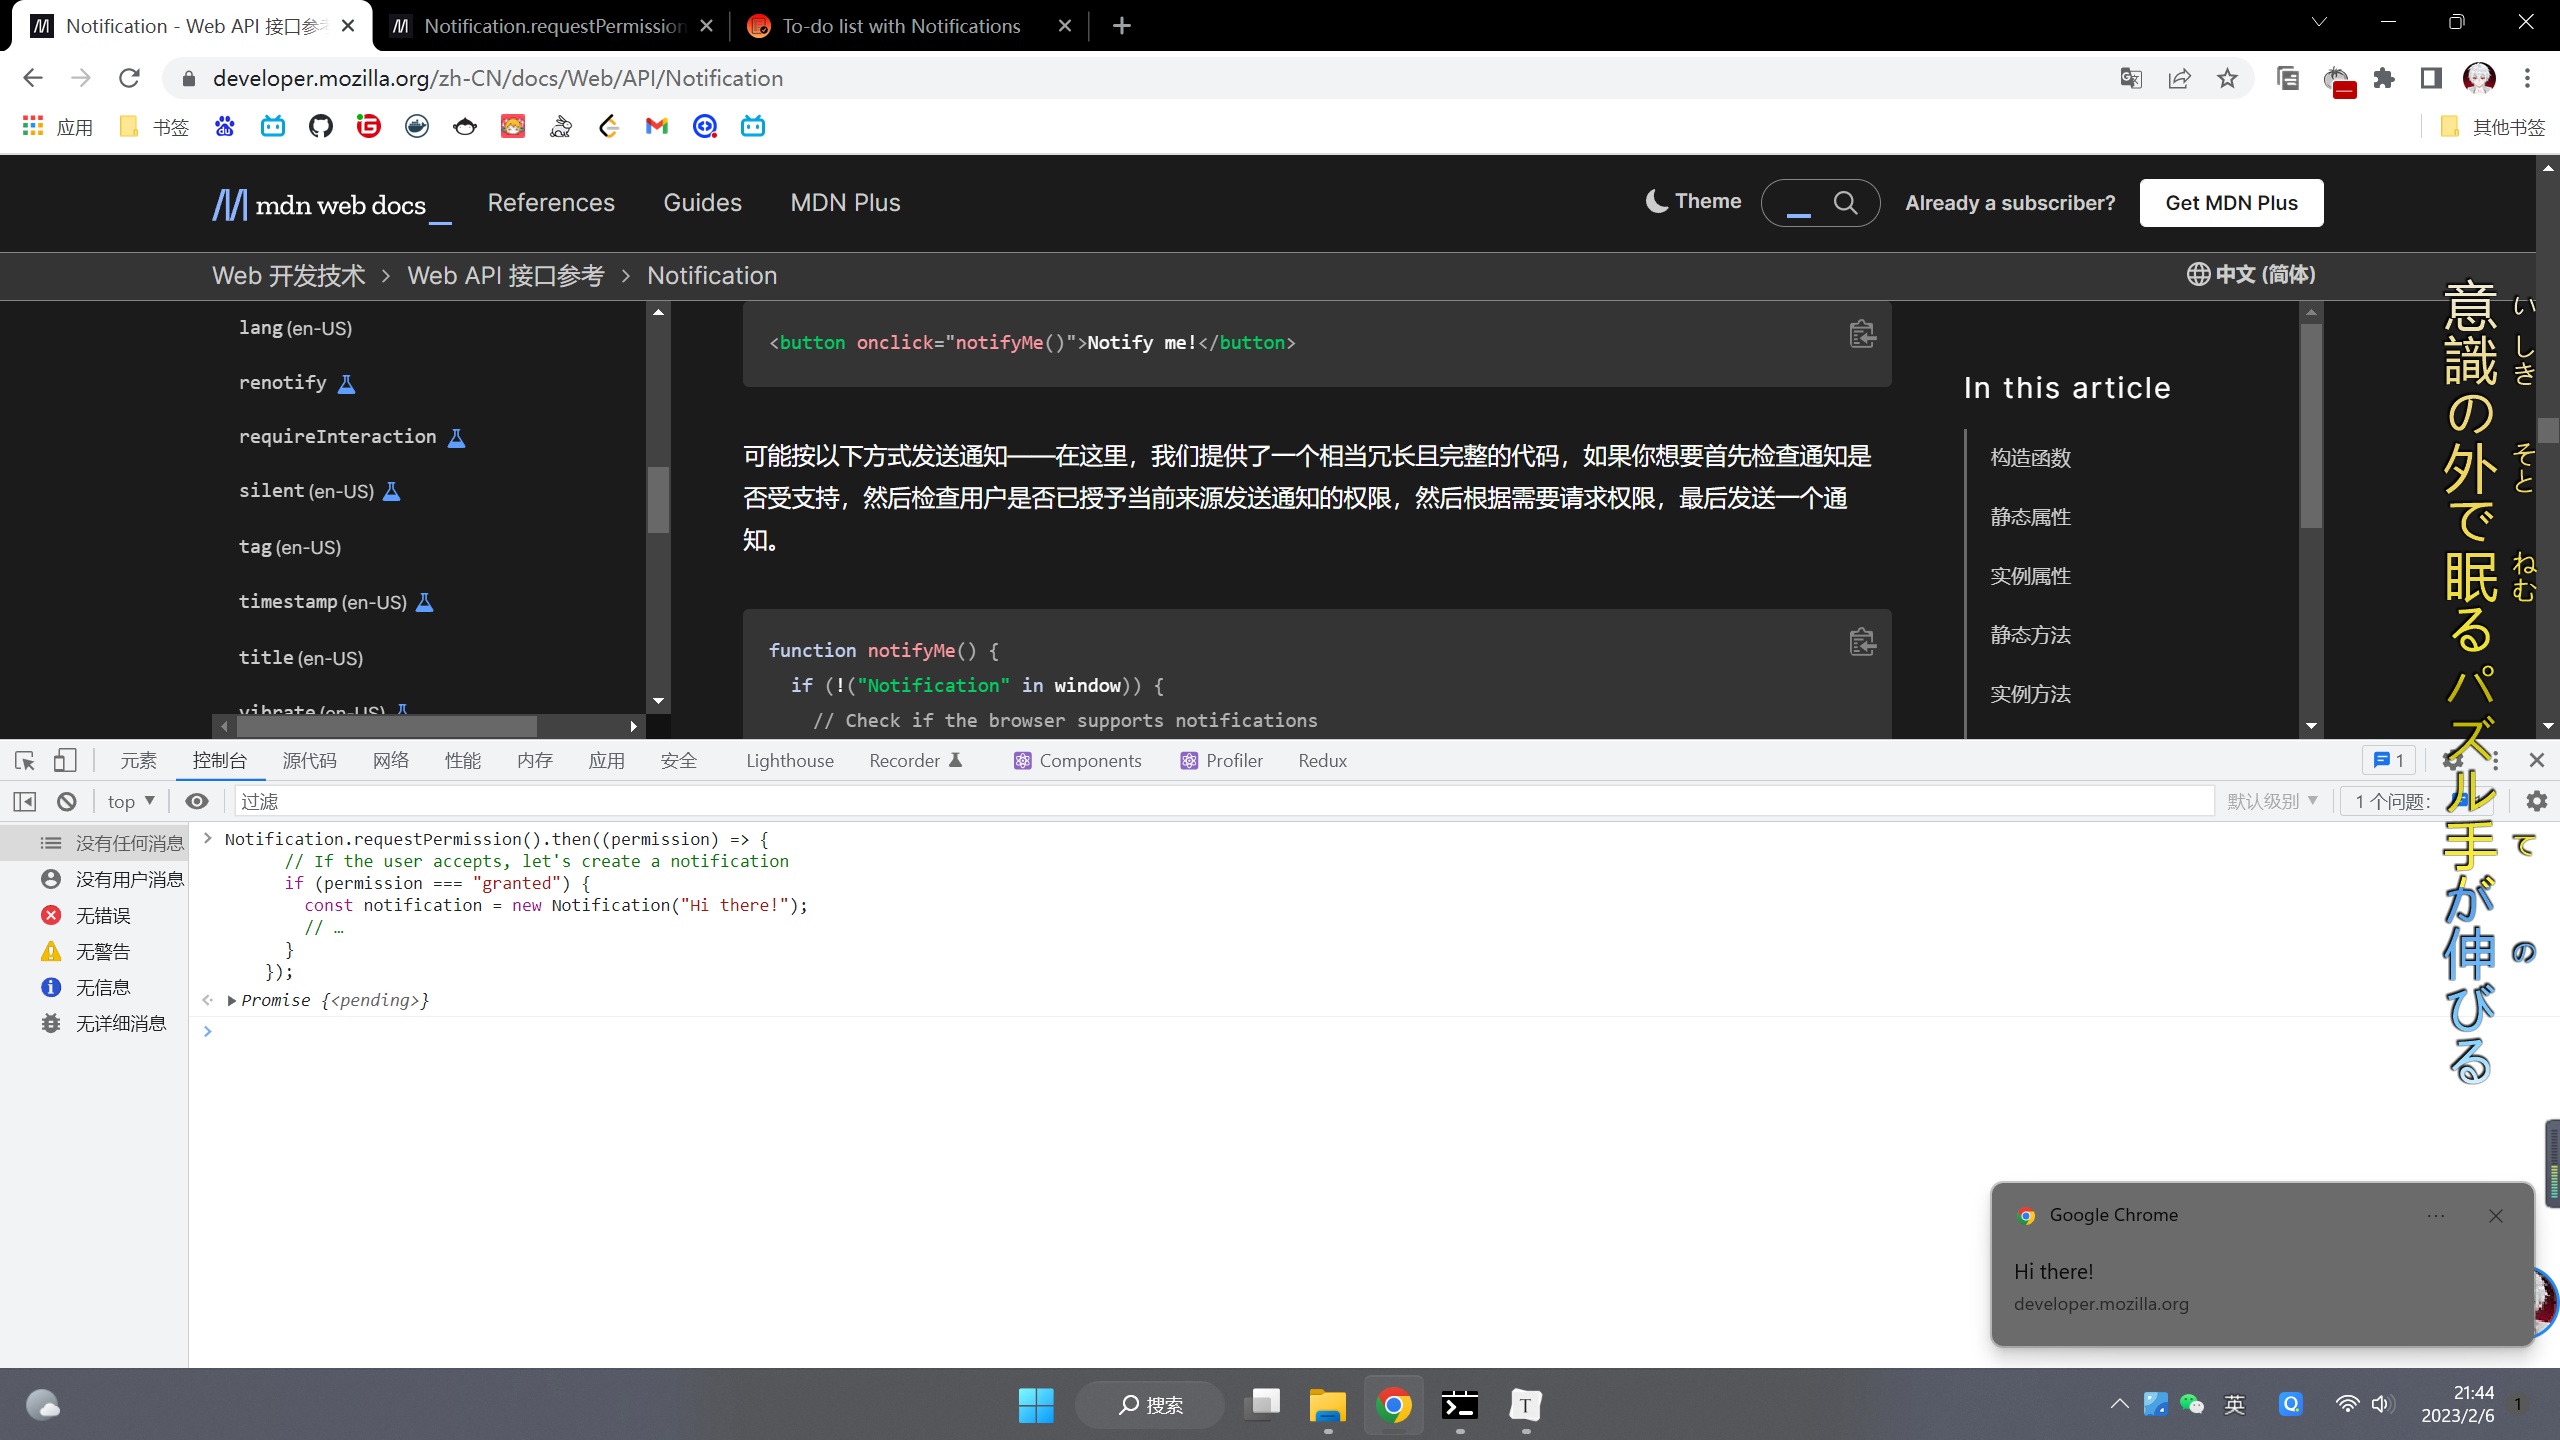 Notification - Web API 接口参考
Notification.requestPermission
To-do list with Notifications
developer.mozilla.org/zh-CN/docs/Web/API/Notification
应用
书签
其他书签
mdn web docs_
References
Guides
MDN Plus
Theme
Already a subscriber?
Get MDN Plus
Web 开发技术 > Web API 接口参考 > Notification
中文 (简体)
lang (en-US)
renotify
requireInteraction
silent (en-US)
tag (en-US)
timestamp (en-US)
title (en-US)
vibrate (en-US)
<button onclick="notifyMe()">Notify me!</button>
可能按以下方式发送通知——在这里，我们提供了一个相当冗长且完整的代码，如果你想要首先检查通知是
否受支持，然后检查用户是否已授予当前来源发送通知的权限，然后根据需要请求权限，最后发送一个通
知。
function notifyMe() {
if (!("Notification" in window)) {
// Check if the browser supports notifications
In this article
构造函数
静态属性
实例属性
静态方法
实例方法
意識の外で眠るパズル手が伸びる
いしき そと ねむ て の
元素
控制台
源代码
网络
性能
内存
应用
安全
Lighthouse
Recorder
Components
Profiler
Redux
1
top
过滤
默认级别
1 个问题:
没有任何消息
没有用户消息
无错误
无警告
无信息
无详细消息
Notification.requestPermission().then((permission) => {
// If the user accepts, let's create a notification
if (permission === "granted") {
const notification = new Notification("Hi there!");
// …
}
});
Promise {<pending>}
Google Chrome
Hi there!
developer.mozilla.org
搜索
英
21:44
2023/2/6
1